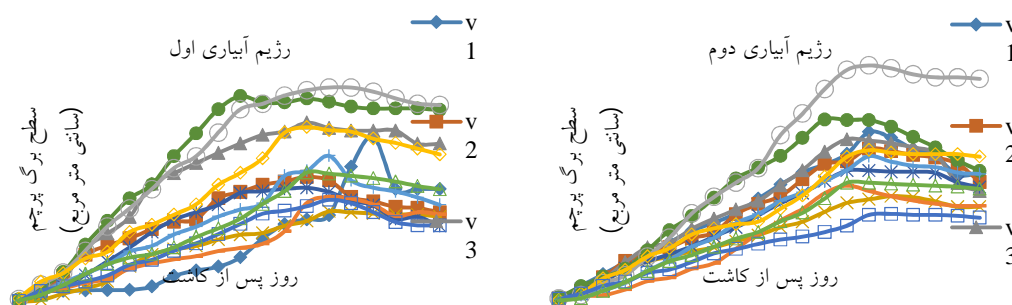 رژیم آبیاری اول
سطح برگ پرچم
(سانتی متر مربع)
روز پس از کاشت
v
1
v
2
v
3
رژیم آبیاری دوم
سطح برگ پرچم
(سانتی متر مربع)
روز پس از کاشت
v
1
v
2
v
3